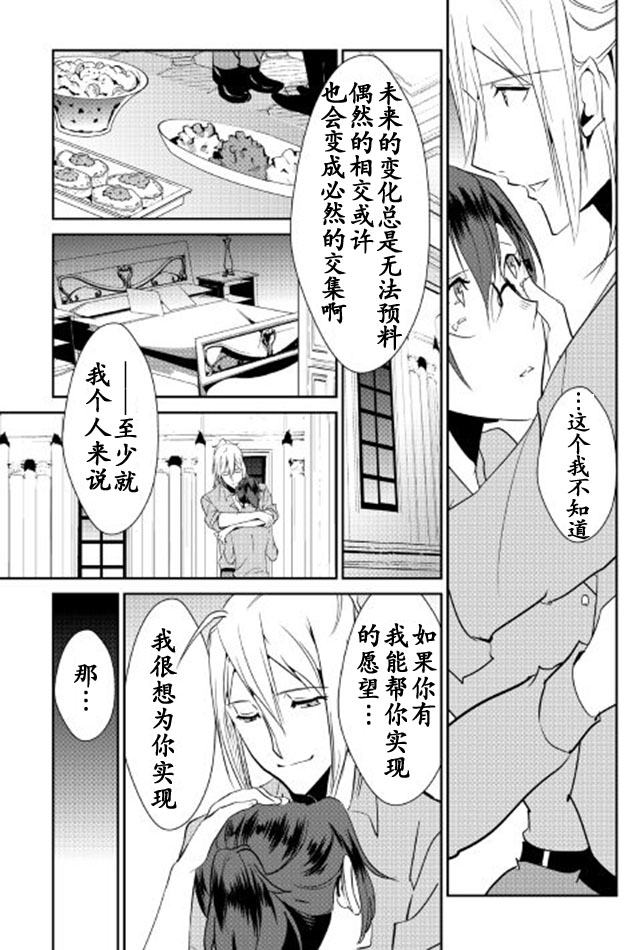 …这个我不知道
未来的变化总是无法预料
偶然的相交或许
也会变成必然的交集啊
——至少就
我个人来说
如果你有
我能帮你实现
的愿望…
我很想为你实现
那…